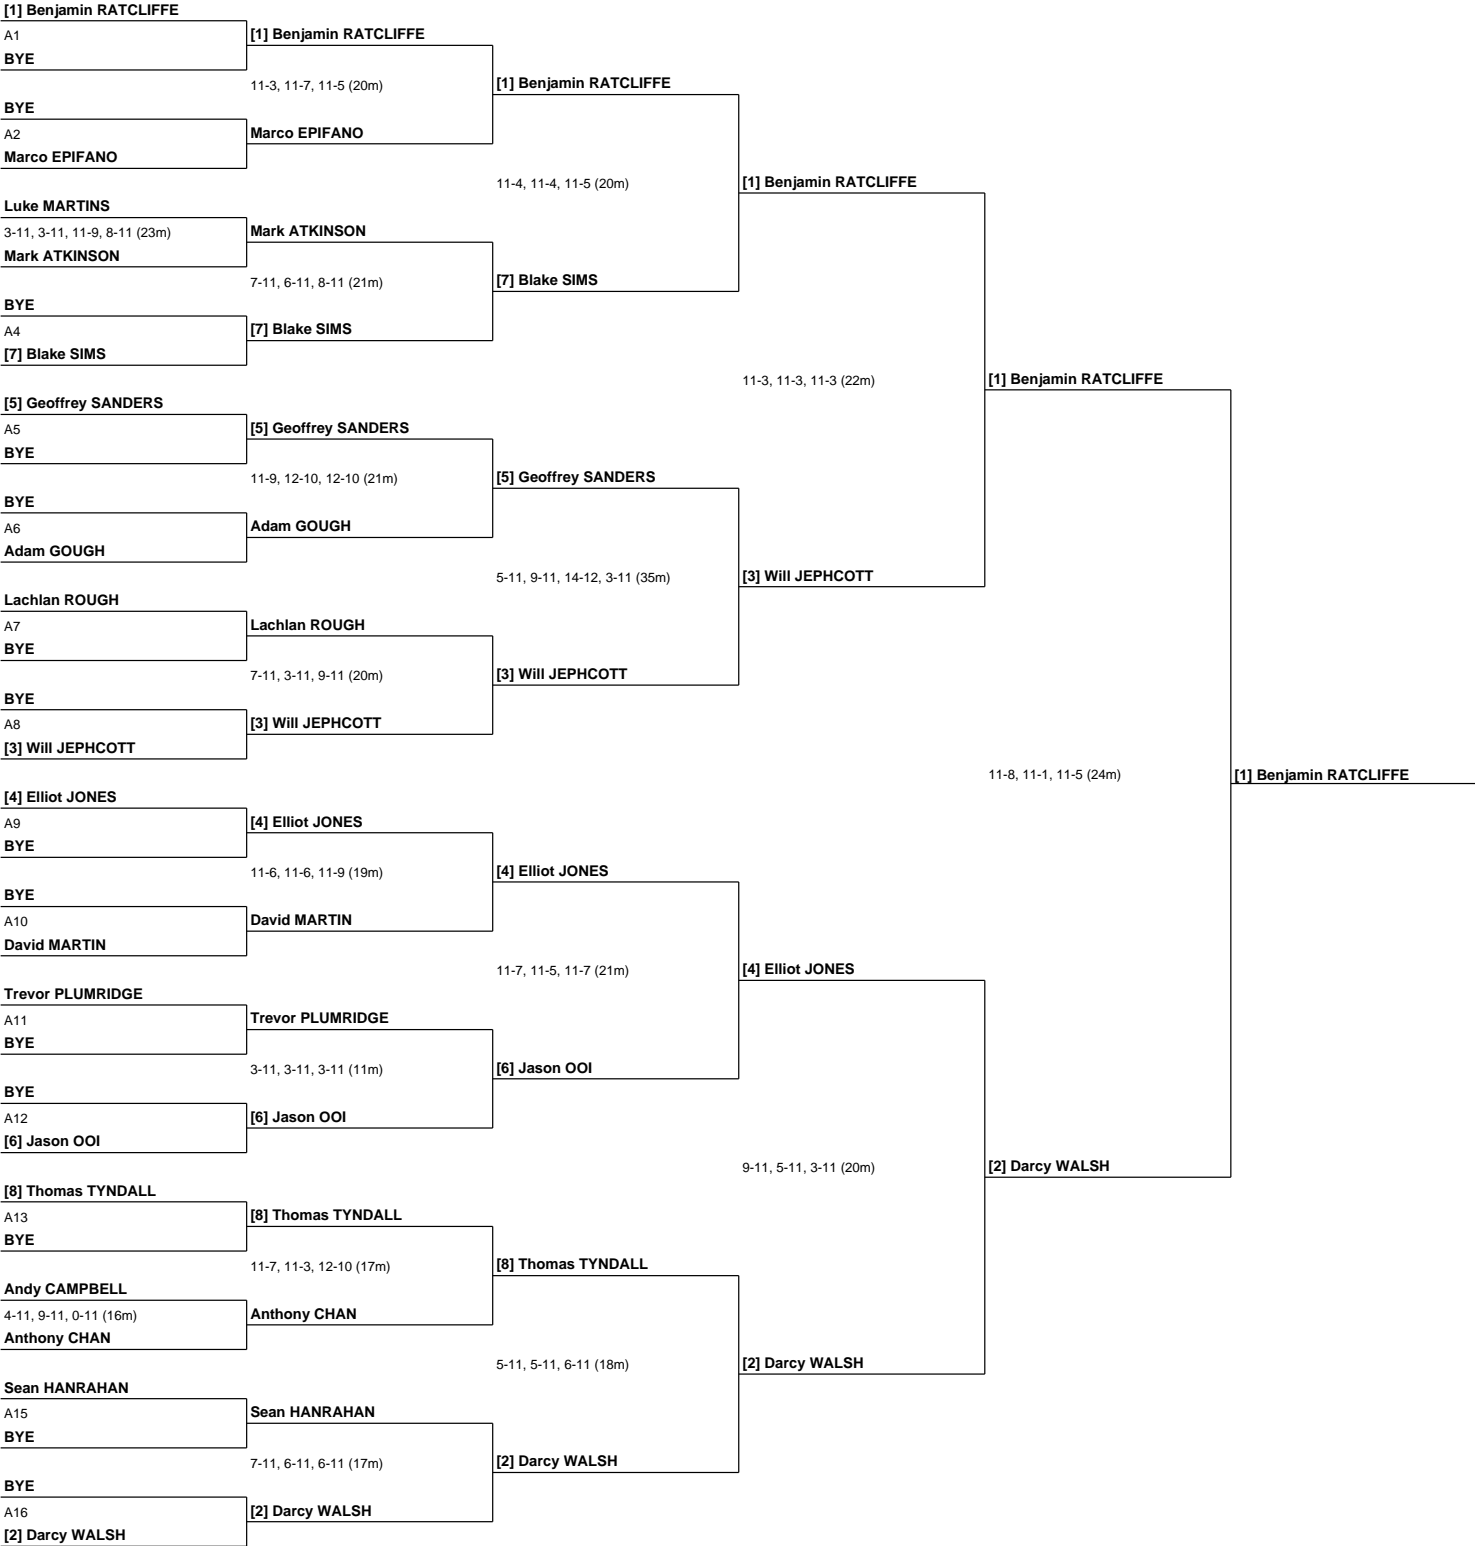 [1] Benjamin RATCLIFFE
A1
BYE
BYE
A2
Marco EPIFANO
Luke MARTINS
3-11, 3-11, 11-9, 8-11 (23m)
Mark ATKINSON
BYE
A4
[7] Blake SIMS
[5] Geoffrey SANDERS
A5
BYE
BYE
A6
Adam GOUGH
Lachlan ROUGH
A7
BYE
BYE
A8
[3] Will JEPHCOTT
[4] Elliot JONES
A9
BYE
BYE
A10
David MARTIN
Trevor PLUMRIDGE
A11
BYE
BYE
A12
[6] Jason OOI
[8] Thomas TYNDALL
A13
BYE
Andy CAMPBELL
4-11, 9-11, 0-11 (16m)
Anthony CHAN
Sean HANRAHAN
A15
BYE
BYE
A16
[2] Darcy WALSH
[1] Benjamin RATCLIFFE
11-3, 11-7, 11-5 (20m)
Marco EPIFANO
Mark ATKINSON
7-11, 6-11, 8-11 (21m)
[7] Blake SIMS
[5] Geoffrey SANDERS
11-9, 12-10, 12-10 (21m)
Adam GOUGH
Lachlan ROUGH
7-11, 3-11, 9-11 (20m)
[3] Will JEPHCOTT
[4] Elliot JONES
11-6, 11-6, 11-9 (19m)
David MARTIN
Trevor PLUMRIDGE
3-11, 3-11, 3-11 (11m)
[6] Jason OOI
[8] Thomas TYNDALL
11-7, 11-3, 12-10 (17m)
Anthony CHAN
Sean HANRAHAN
7-11, 6-11, 6-11 (17m)
[2] Darcy WALSH
[1] Benjamin RATCLIFFE
11-4, 11-4, 11-5 (20m)
[7] Blake SIMS
[5] Geoffrey SANDERS
5-11, 9-11, 14-12, 3-11 (35m)
[3] Will JEPHCOTT
[4] Elliot JONES
11-7, 11-5, 11-7 (21m)
[6] Jason OOI
[8] Thomas TYNDALL
5-11, 5-11, 6-11 (18m)
[2] Darcy WALSH
[1] Benjamin RATCLIFFE
11-3, 11-3, 11-3 (22m)
[3] Will JEPHCOTT
[4] Elliot JONES
9-11, 5-11, 3-11 (20m)
[2] Darcy WALSH
[1] Benjamin RATCLIFFE
11-8, 11-1, 11-5 (24m)
[2] Darcy WALSH
[1] Benjamin RATCLIFFE